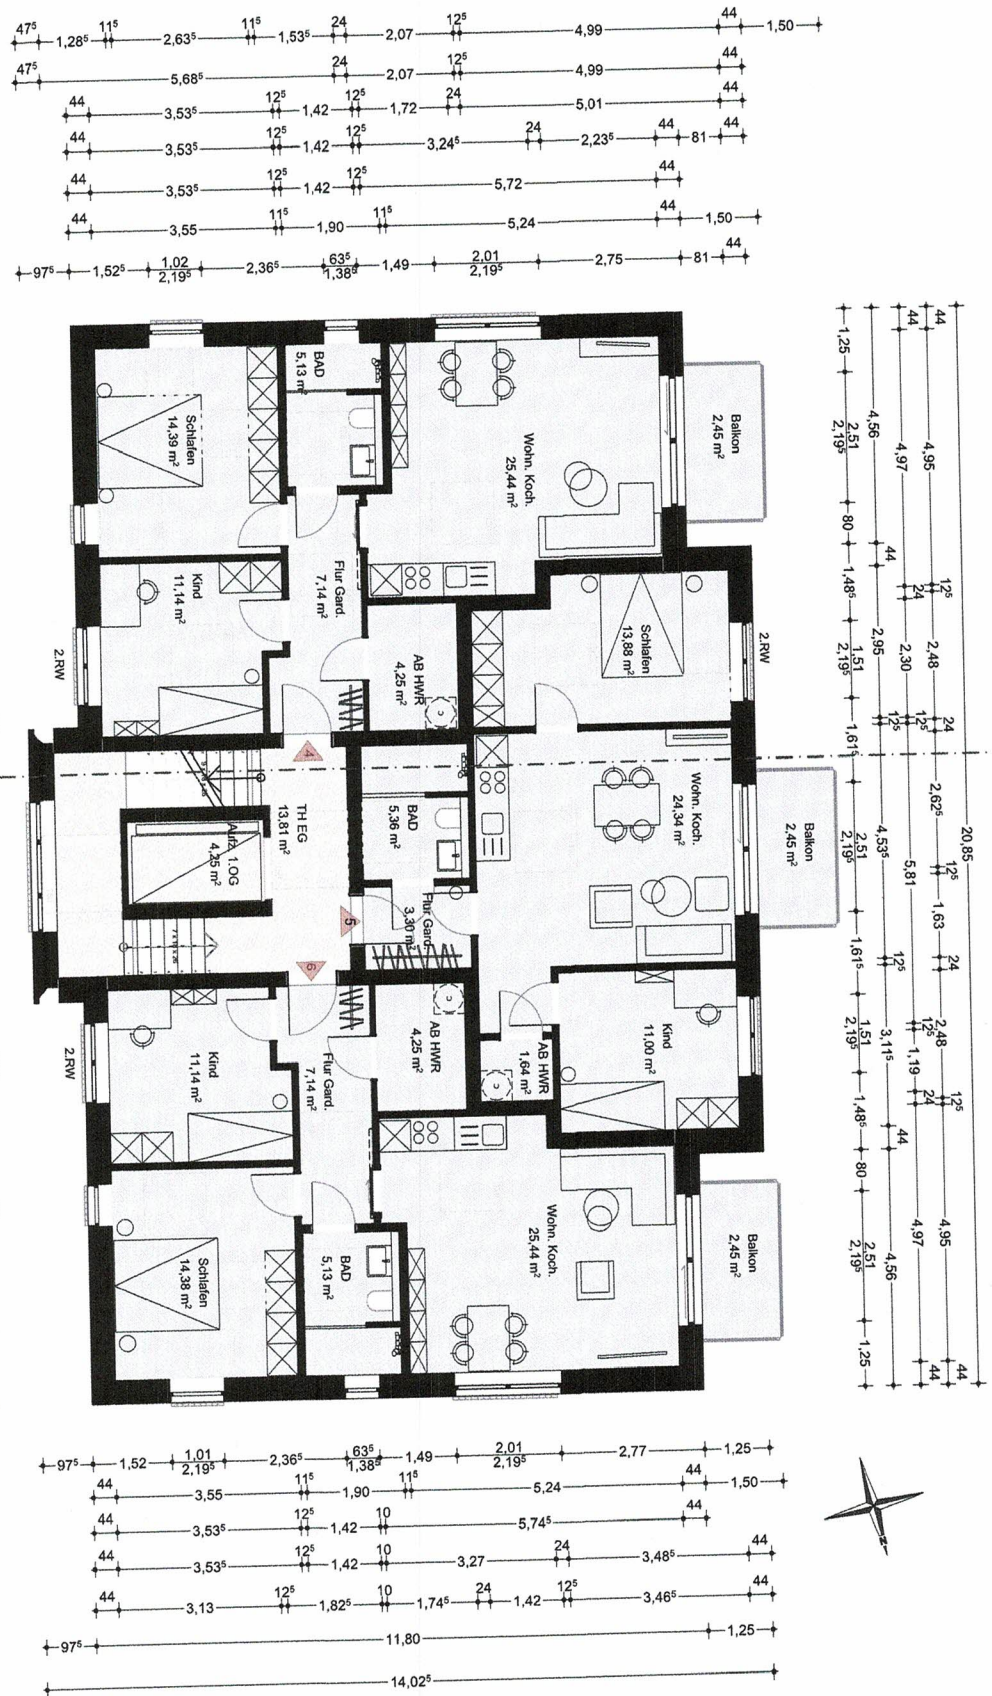 47⁵ 1,28⁵ 11⁵ 2,63⁵ 11⁵ 1,53⁵ 24 2,07 12⁵ 4,99 44 1,50
47⁵ 5,68⁵ 24 2,07 12⁵ 4,99 44
44 3,53⁵ 12⁵ 1,42 12⁵ 1,72 24 5,01 44
44 3,53⁵ 12⁵ 1,42 12⁵ 3,24⁵ 24 2,23⁵ 44 81 44
44 3,53⁵ 12⁵ 1,42 12⁵ 5,72 44
44 3,55 11⁵ 1,90 11⁵ 5,24 44 1,50
97⁵ 1,52⁵ 1,02 2,36⁵ 63⁵ 1,49 2,01 2,75 81 44
2,19⁵ 1,38⁵ 2,19⁵
BAD
5,13 m²
Schlafen
14,39 m²
Wohn. Koch.
25,44 m²
Balkon
2,45 m²
Kind
11,14 m²
Flur Gard.
7,14 m²
AB HWR
4,25 m²
Schlafen
13,88 m²
2.RW
2.RW
4
TH EG
13,81 m²
Aufz. 1.OG
4,25 m²
BAD
5,36 m²
Wohn. Koch.
24,34 m²
Balkon
2,45 m²
5
Flur Gard.
3,30 m²
6
Kind
11,14 m²
2.RW
Flur Gard.
7,14 m²
AB HWR
4,25 m²
AB HWR
1,64 m²
Kind
11,00 m²
Schlafen
14,38 m²
BAD
5,13 m²
Wohn. Koch.
25,44 m²
Balkon
2,45 m²
1,25 2,51 80 1,48⁵ 1,51 1,61⁵ 2,51 1,61⁵ 1,51 1,48⁵ 80 2,51 1,25
2,19⁵ 2,19⁵ 2,19⁵ 2,19⁵ 2,19⁵
4,56 44 2,95 12⁵ 4,53⁵ 12⁵ 3,11⁵ 44 4,56
44 4,97 24 2,30 12⁵ 5,81 12⁵ 1,19 24 4,97 44
44 4,95 12⁵ 2,48 24 2,62⁵ 12⁵ 1,63 24 2,48 12⁵ 4,95 44
20,85
97⁵ 1,52 1,01 2,36⁵ 63⁵ 1,49 2,01 2,77 1,25
2,19⁵ 1,38⁵ 2,19⁵
44 3,55 11⁵ 1,90 11⁵ 5,24 44 1,50
44 3,53⁵ 12⁵ 1,42 10 5,74⁵ 44
44 3,53⁵ 12⁵ 1,42 10 3,27 24 3,48⁵ 44
44 3,13 12⁵ 1,82⁵ 10 1,74⁵ 24 1,42 12⁵ 3,46⁵ 44
97⁵ 11,80 1,25
14,02⁵
N